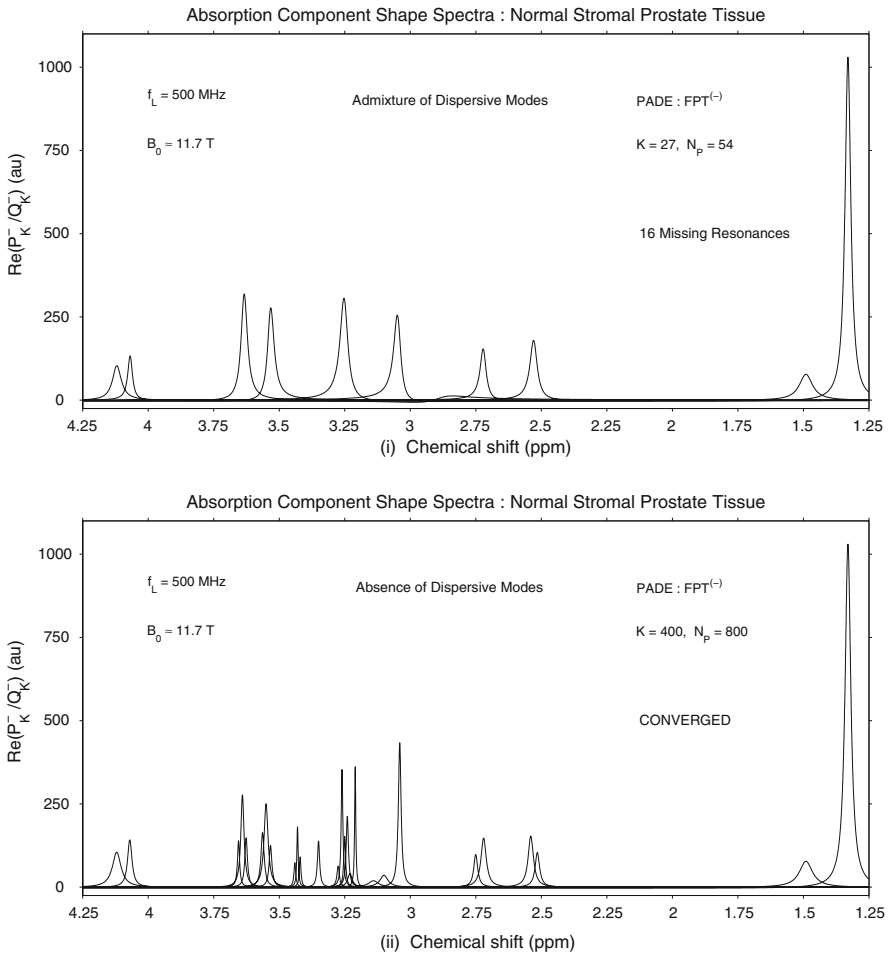 Absorption Component Shape Spectra : Normal Stromal Prostate Tissue
1000
750
500
250
0
Re(P_K^- /Q_K^-) (au)
f_L = 500 MHz
Admixture of Dispersive Modes
PADE : FPT^(−)
B_0 = 11.7 T
K = 27, N_P = 54
16 Missing Resonances
4.25 4 3.75 3.5 3.25 3 2.75 2.5 2.25 2 1.75 1.5 1.25
(i) Chemical shift (ppm)
Absorption Component Shape Spectra : Normal Stromal Prostate Tissue
1000
750
500
250
0
Re(P_K^- /Q_K^-) (au)
f_L = 500 MHz
Absence of Dispersive Modes
PADE : FPT^(−)
B_0 = 11.7 T
K = 400, N_P = 800
CONVERGED
4.25 4 3.75 3.5 3.25 3 2.75 2.5 2.25 2 1.75 1.5 1.25
(ii) Chemical shift (ppm)